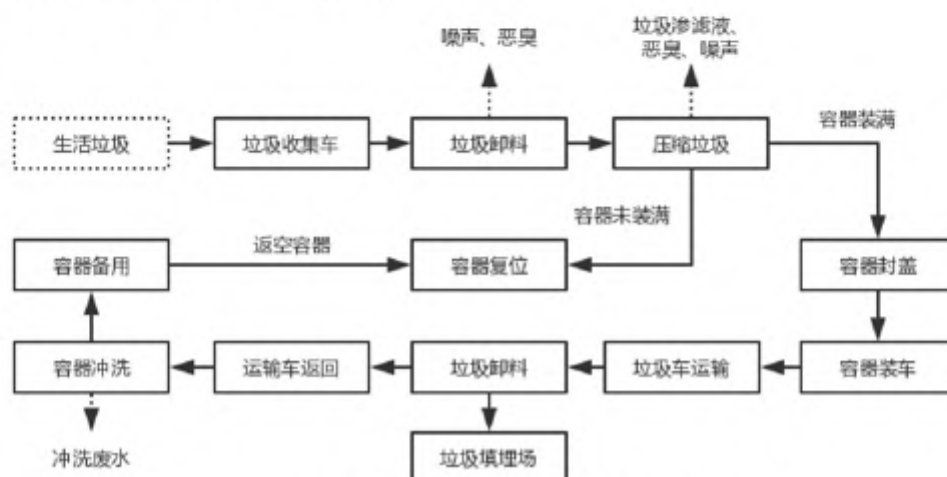 噪声、恶臭
垃圾渗滤液、
恶臭、噪声
容器装满
生活垃圾
垃圾收集车
垃圾卸料
压缩垃圾
容器未装满
返空容器
容器备用
容器复位
容器封盖
容器冲洗
运输车返回
垃圾卸料
垃圾车运输
容器装车
冲洗废水
垃圾填埋场